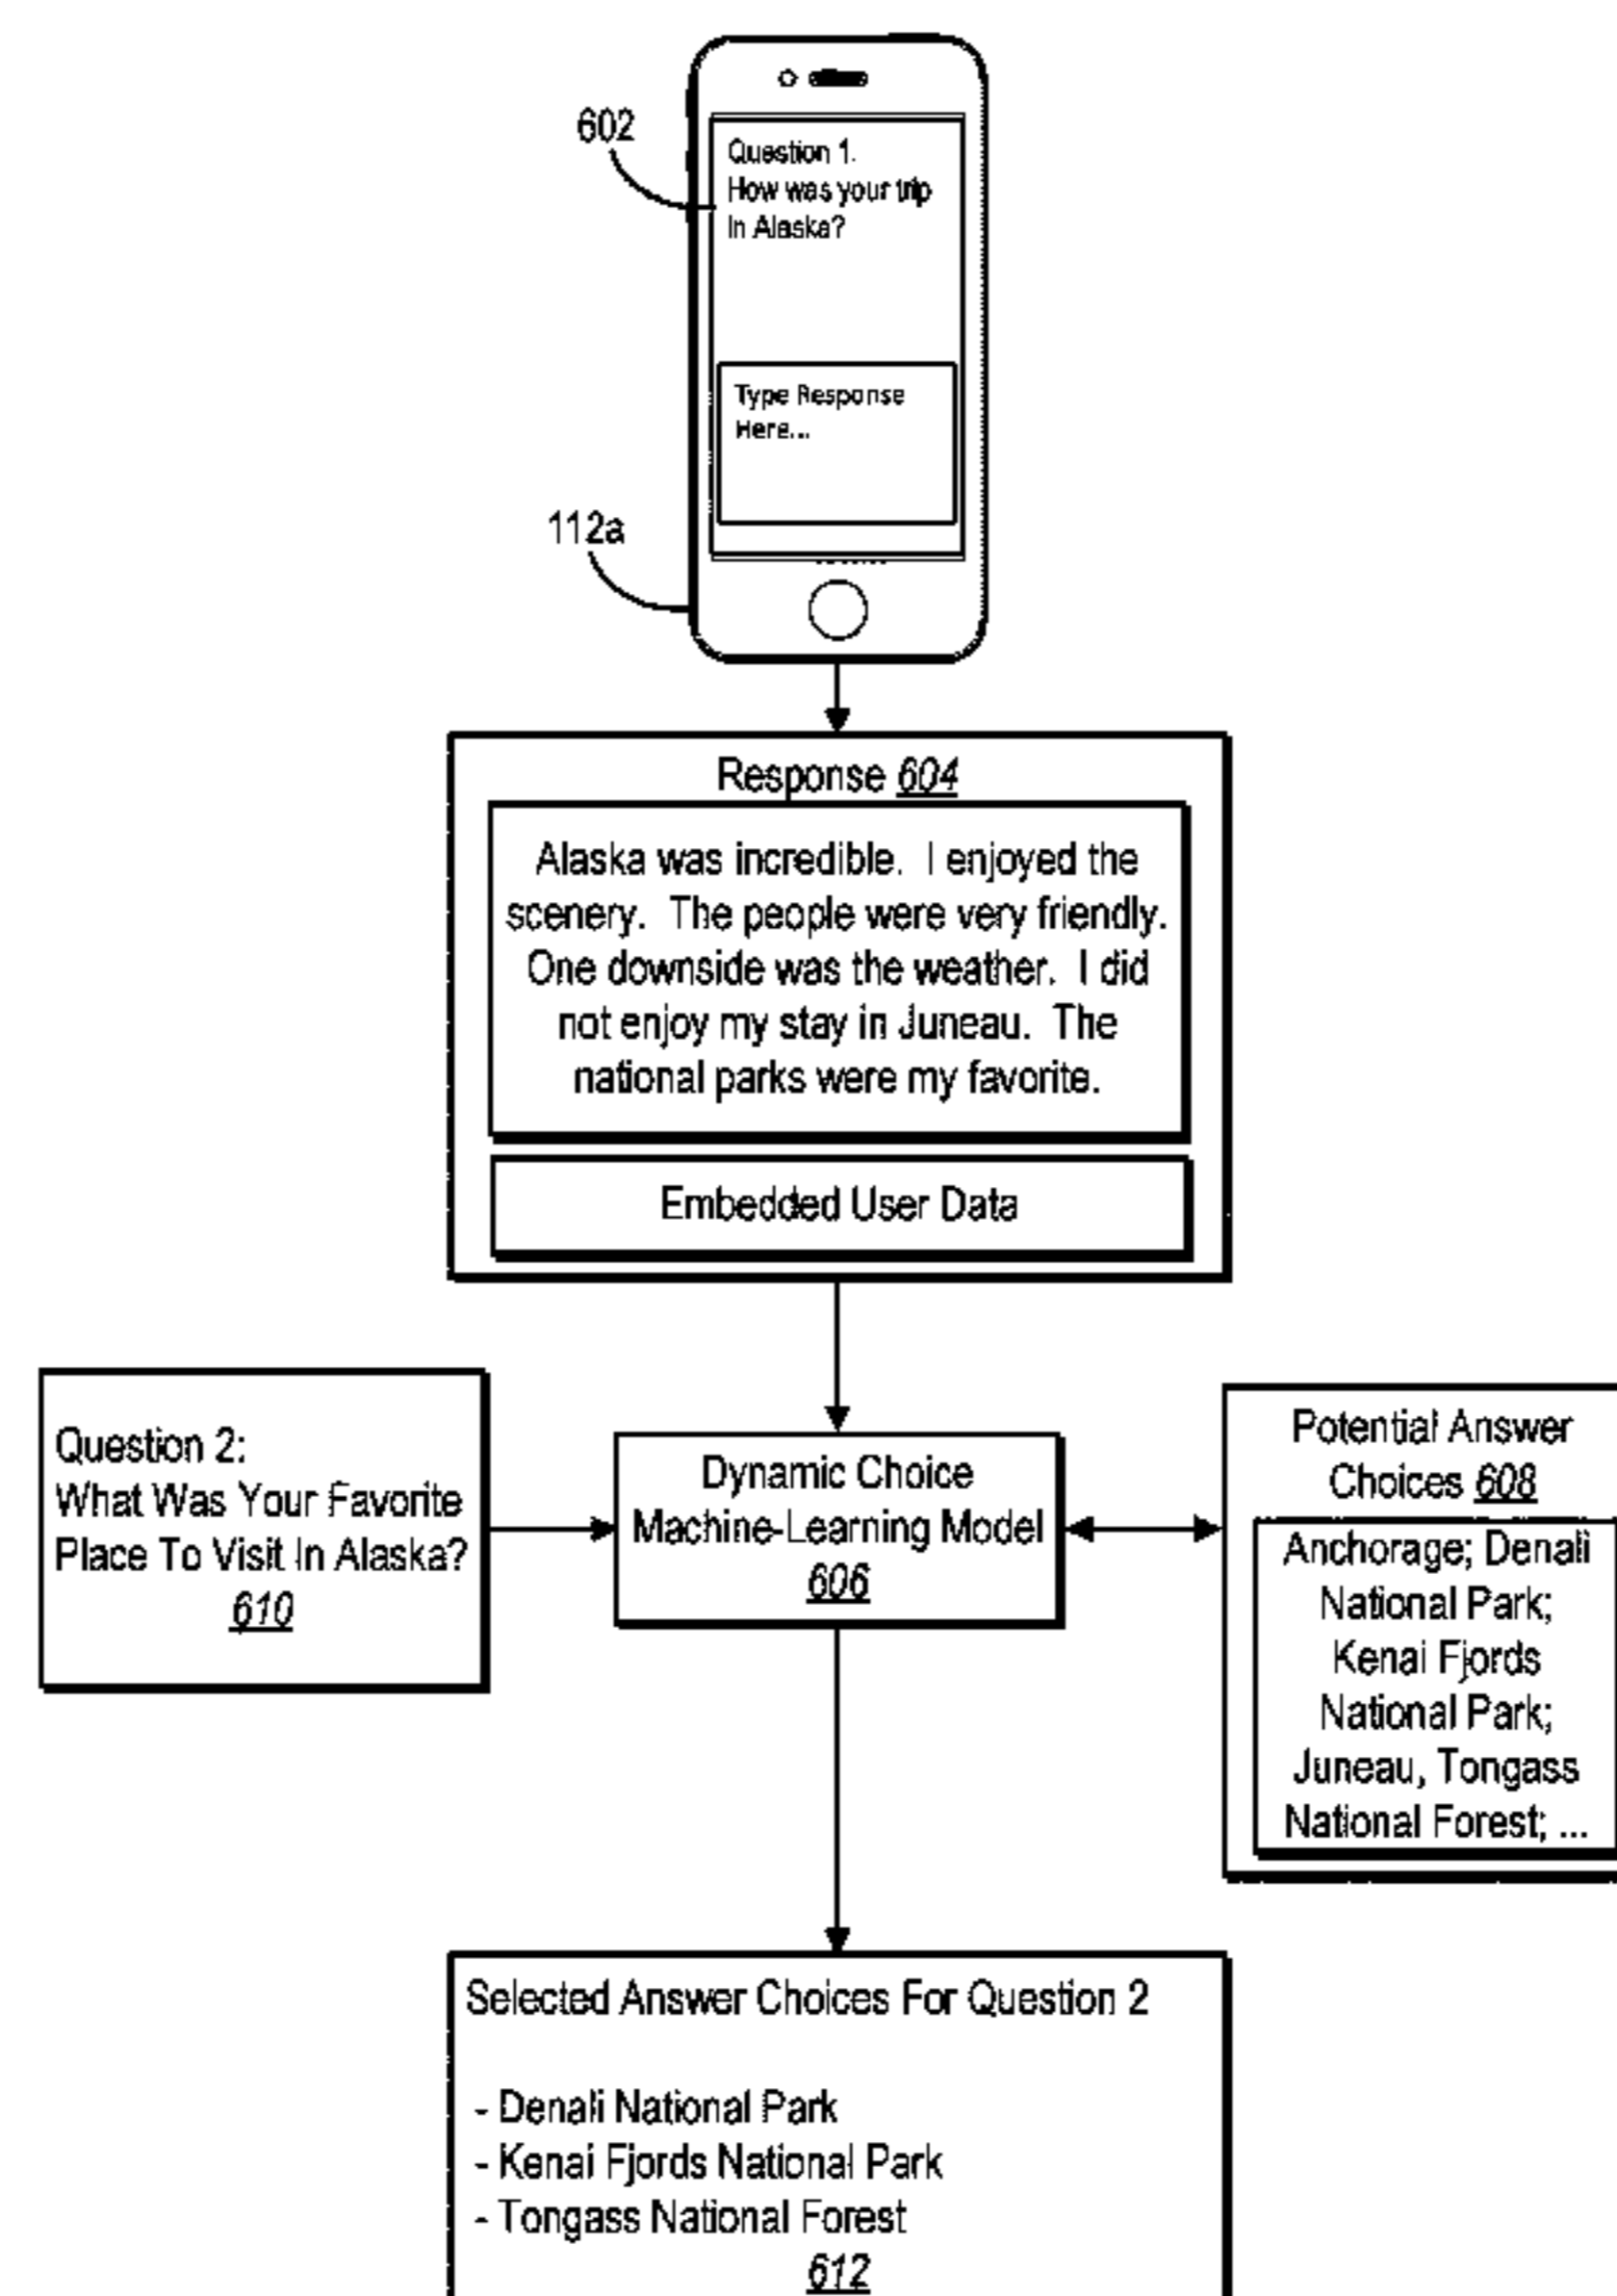 602
Question 1.
How was your trip
In Alaska?
Type Response
Here...
112a
Response 604
Alaska was incredible. I enjoyed the
scenery. The people were very friendly.
One downside was the weather. I did
not enjoy my stay in Juneau. The
national parks were my favorite.
Embedded User Data
Question 2:
What Was Your Favorite
Place To Visit In Alaska?
610
Dynamic Choice
Machine-Learning Model
606
Potential Answer
Choices 608
Anchorage; Denali
National Park;
Kenai Fjords
National Park;
Juneau, Tongass
National Forest; ...
Selected Answer Choices For Question 2
- Denali National Park
- Kenai Fjords National Park
- Tongass National Forest
612